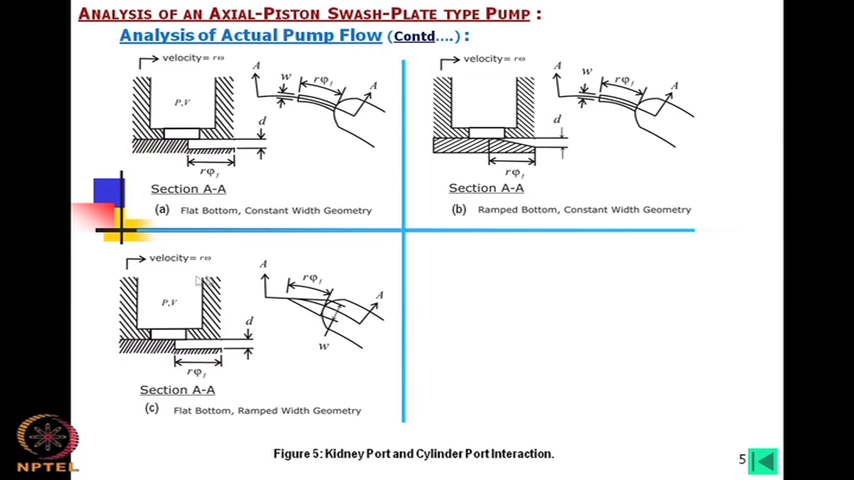 ANALYSIS OF AN AXIAL-PISTON SWASH-PLATE TYPE PUMP :
Analysis of Actual Pump Flow (Contd....) :
velocity= rω
A
w
rφf
A
P,V
d
rφf
Section A-A
(a) Flat Bottom, Constant Width Geometry
velocity= rω
A
w
rφf
A
d
rφf
Section A-A
(b) Ramped Bottom, Constant Width Geometry
velocity= rω
A
rφf
A
P,V
d
w
rφf
Section A-A
(c) Flat Bottom, Ramped Width Geometry
Figure 5: Kidney Port and Cylinder Port Interaction.
5
NPTEL